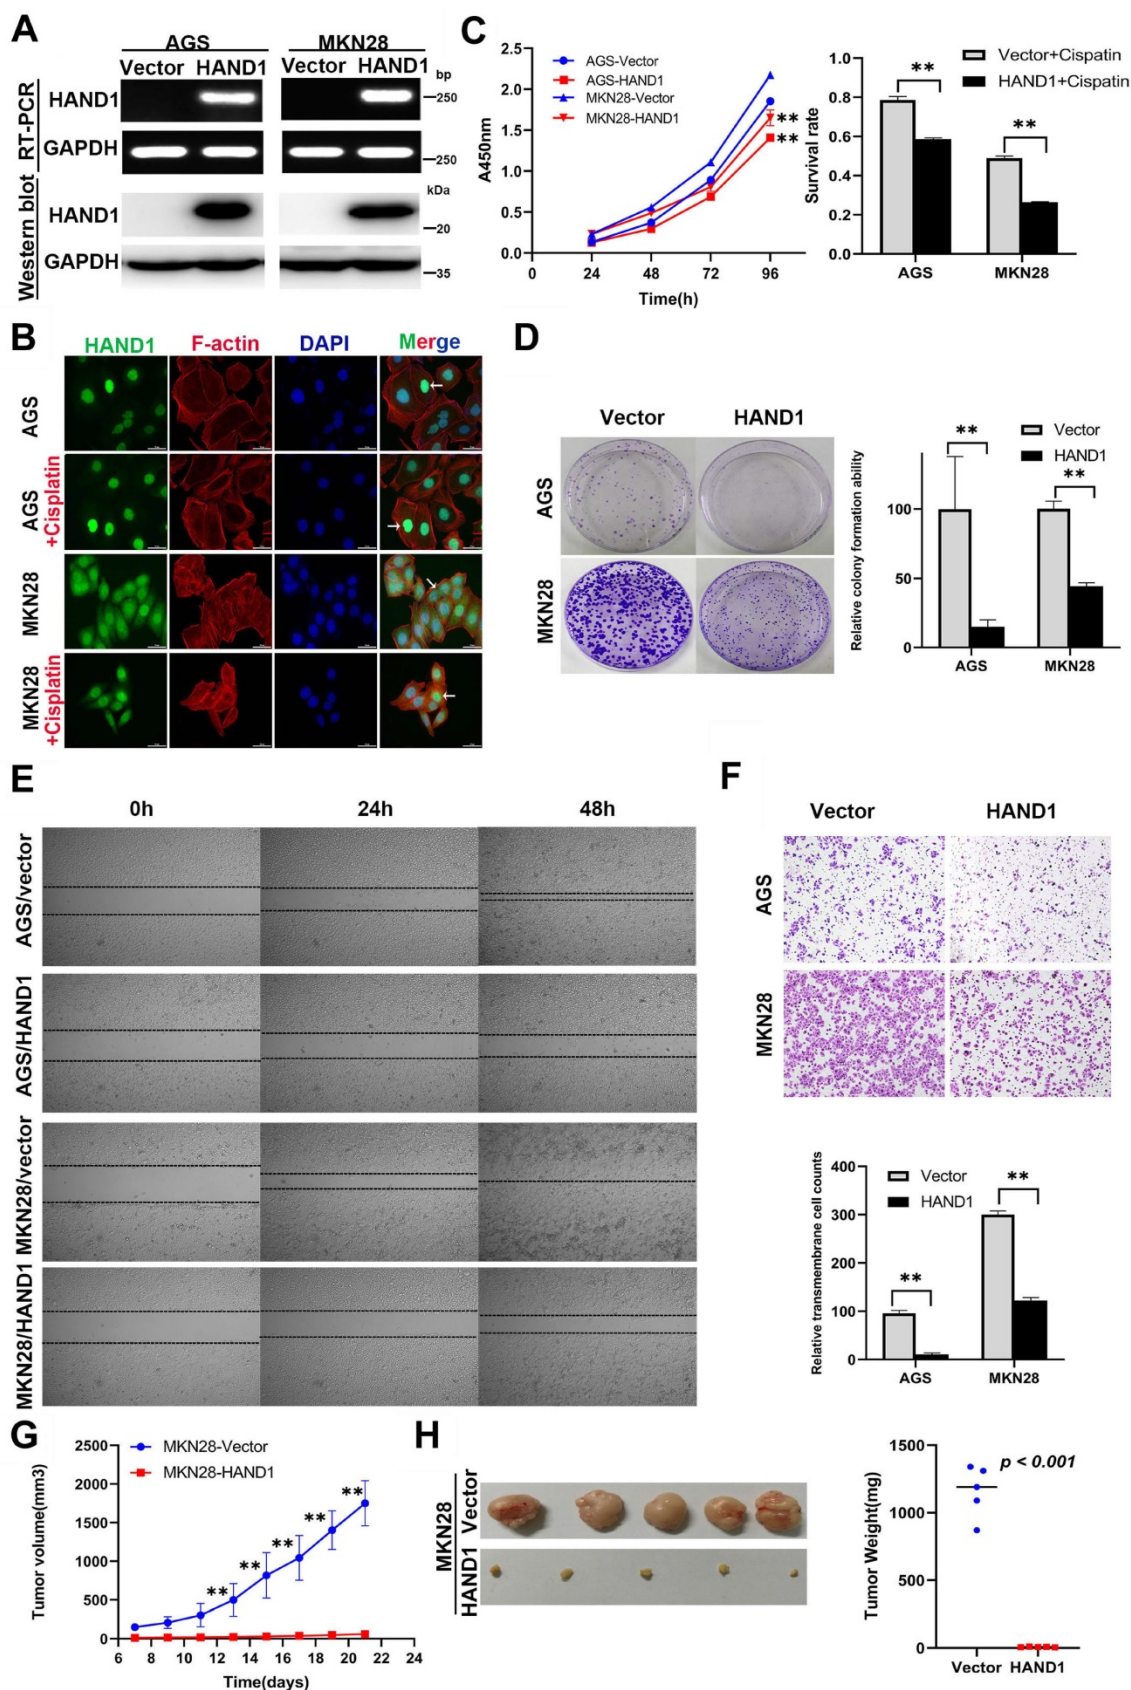 A
AGS
MKN28
Vector HAND1
Vector HAND1
bp
RT-PCR
HAND1
250
GAPDH
250
kDa
Western blot
HAND1
20
GAPDH
35
B
HAND1
F-actin
DAPI
Merge
AGS
AGS
+Cisplatin
MKN28
MKN28
+Cisplatin
C
A450nm
2.5
2.0
1.5
1.0
0.5
0.0
AGS-Vector
AGS-HAND1
MKN28-Vector
MKN28-HAND1
**
**
0 24 48 72 96
Time(h)
Survival rate
1.0
0.8
0.6
0.4
0.2
0.0
Vector+Cispatin
HAND1+Cispatin
**
**
AGS MKN28
D
Vector
HAND1
AGS
MKN28
Relative colony formation ability
100
50
0
Vector
HAND1
**
**
AGS MKN28
E
0h
24h
48h
AGS/vector
AGS/HAND1
MKN28/vector
MKN28/HAND1
F
Vector
HAND1
AGS
MKN28
Relative transmembrane cell counts
400
300
200
100
0
Vector
HAND1
**
**
AGS MKN28
G
Tumor volume(mm3)
2500
2000
1500
1000
500
0
MKN28-Vector
MKN28-HAND1
** ** ** ** **
6 8 10 12 14 16 18 20 22 24
Time(days)
H
MKN28
Vector
HAND1
Tumor Weight(mg)
1500
1000
500
0
p < 0.001
Vector HAND1